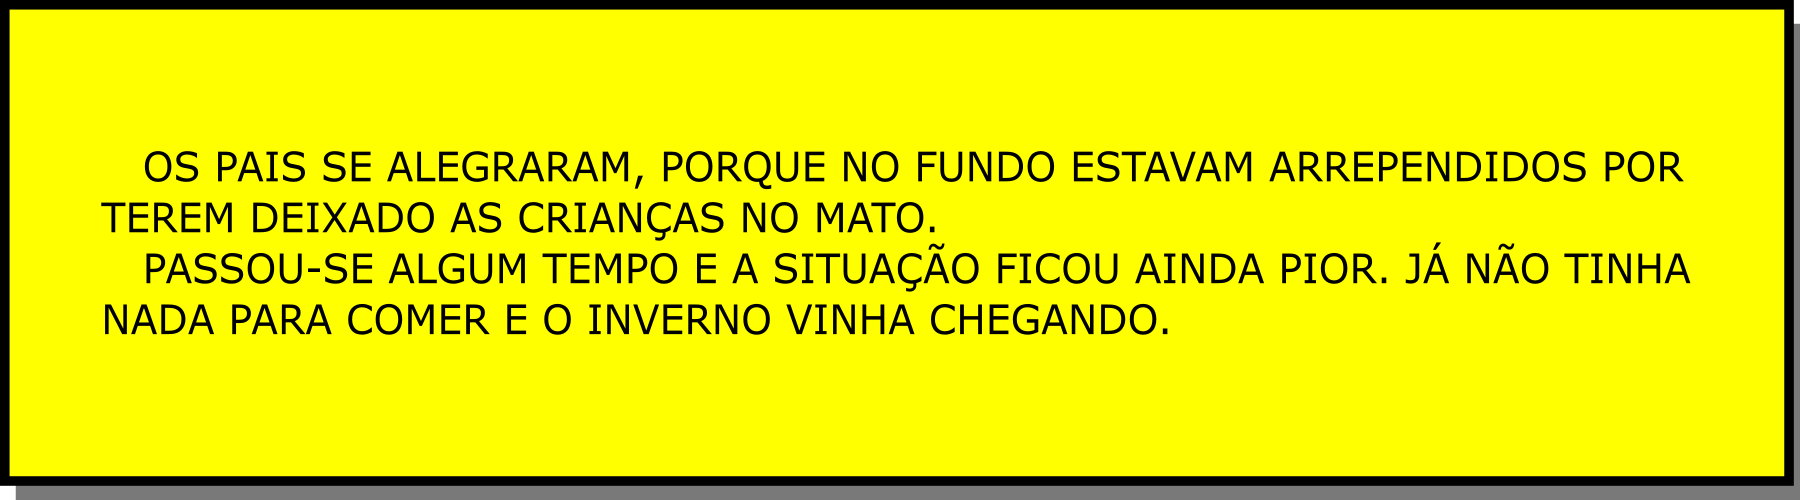 OS PAIS SE ALEGRARAM, PORQUE NO FUNDO ESTAVAM ARREPENDIDOS POR
TEREM DEIXADO AS CRIANÇAS NO MATO.
PASSOU-SE ALGUM TEMPO E A SITUAÇÃO FICOU AINDA PIOR. JÁ NÃO TINHA
NADA PARA COMER E O INVERNO VINHA CHEGANDO.